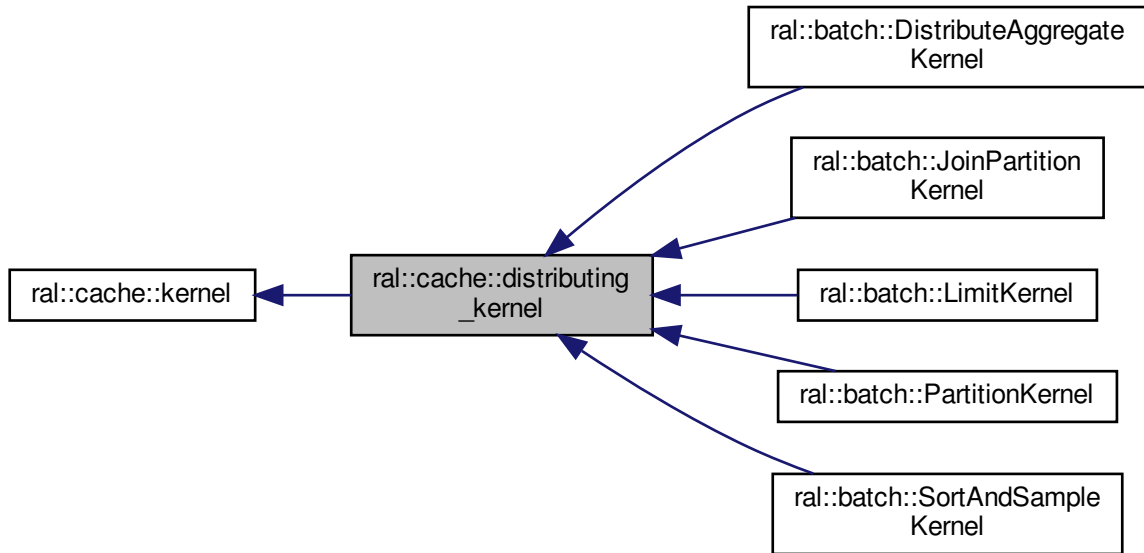 ral::batch::DistributeAggregate
Kernel
ral::batch::JoinPartition
Kernel
ral::cache::kernel
ral::cache::distributing
_kernel
ral::batch::LimitKernel
ral::batch::PartitionKernel
ral::batch::SortAndSample
Kernel